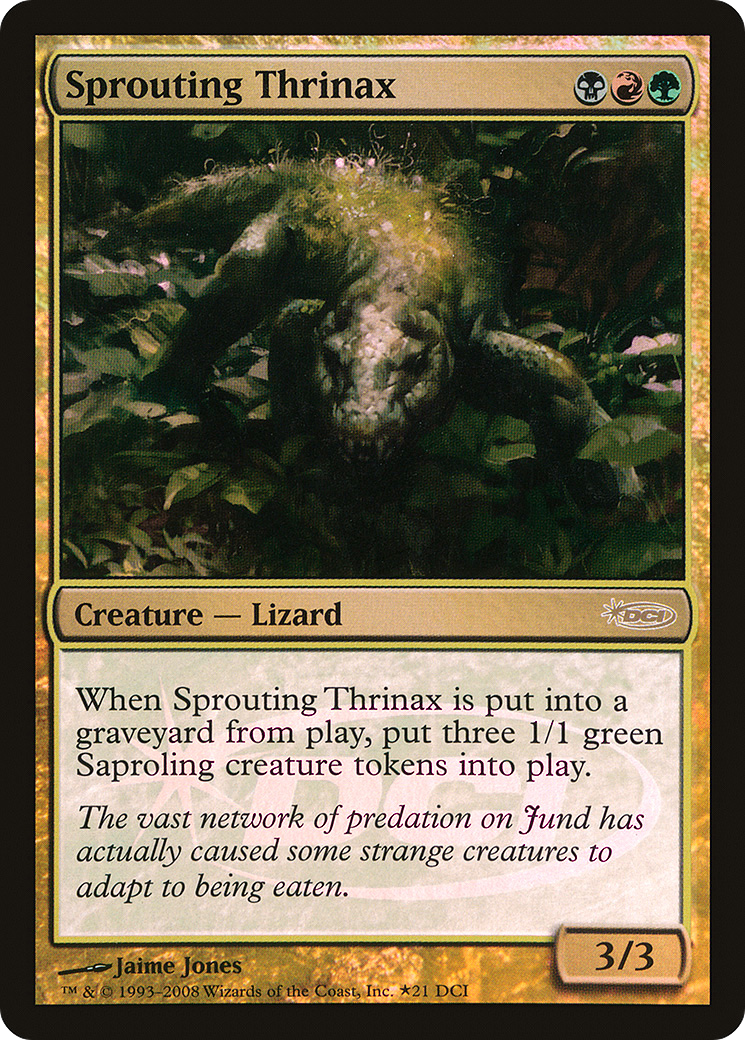 Sprouting Thrinax
DCI
Creature — Lizard
When Sprouting Thrinax is put into a
graveyard from play, put three 1/1 green
Saproling creature tokens into play.
The vast network of predation on Jund has
actually caused some strange creatures to
adapt to being eaten.
DCI
3/3
Jaime Jones
™ & © 1993–2008 Wizards of the Coast, Inc. ★21 DCI